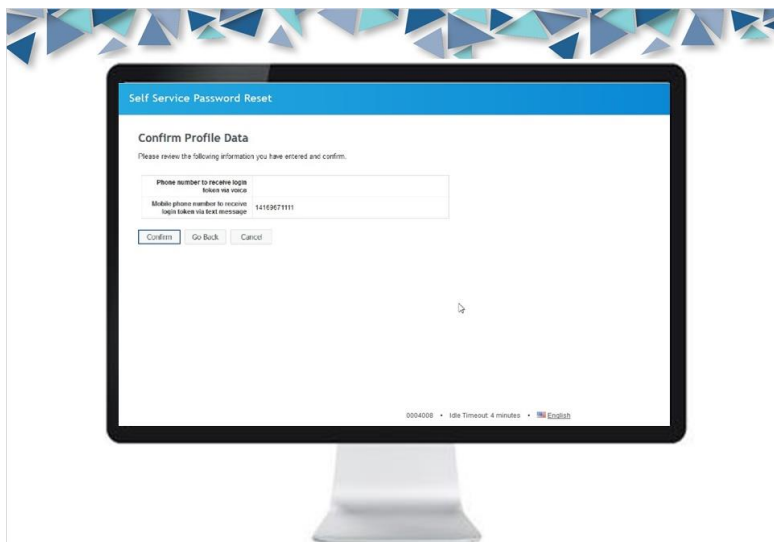 Self Service Password Reset
Confirm Profile Data
Please review the following information you have entered and confirm.
Phone number to receive login
token via voice
Mobile phone number to receive
login token via text message
14169671111
Confirm Go Back Cancel
0004008 • Idle Timeout: 4 minutes • English